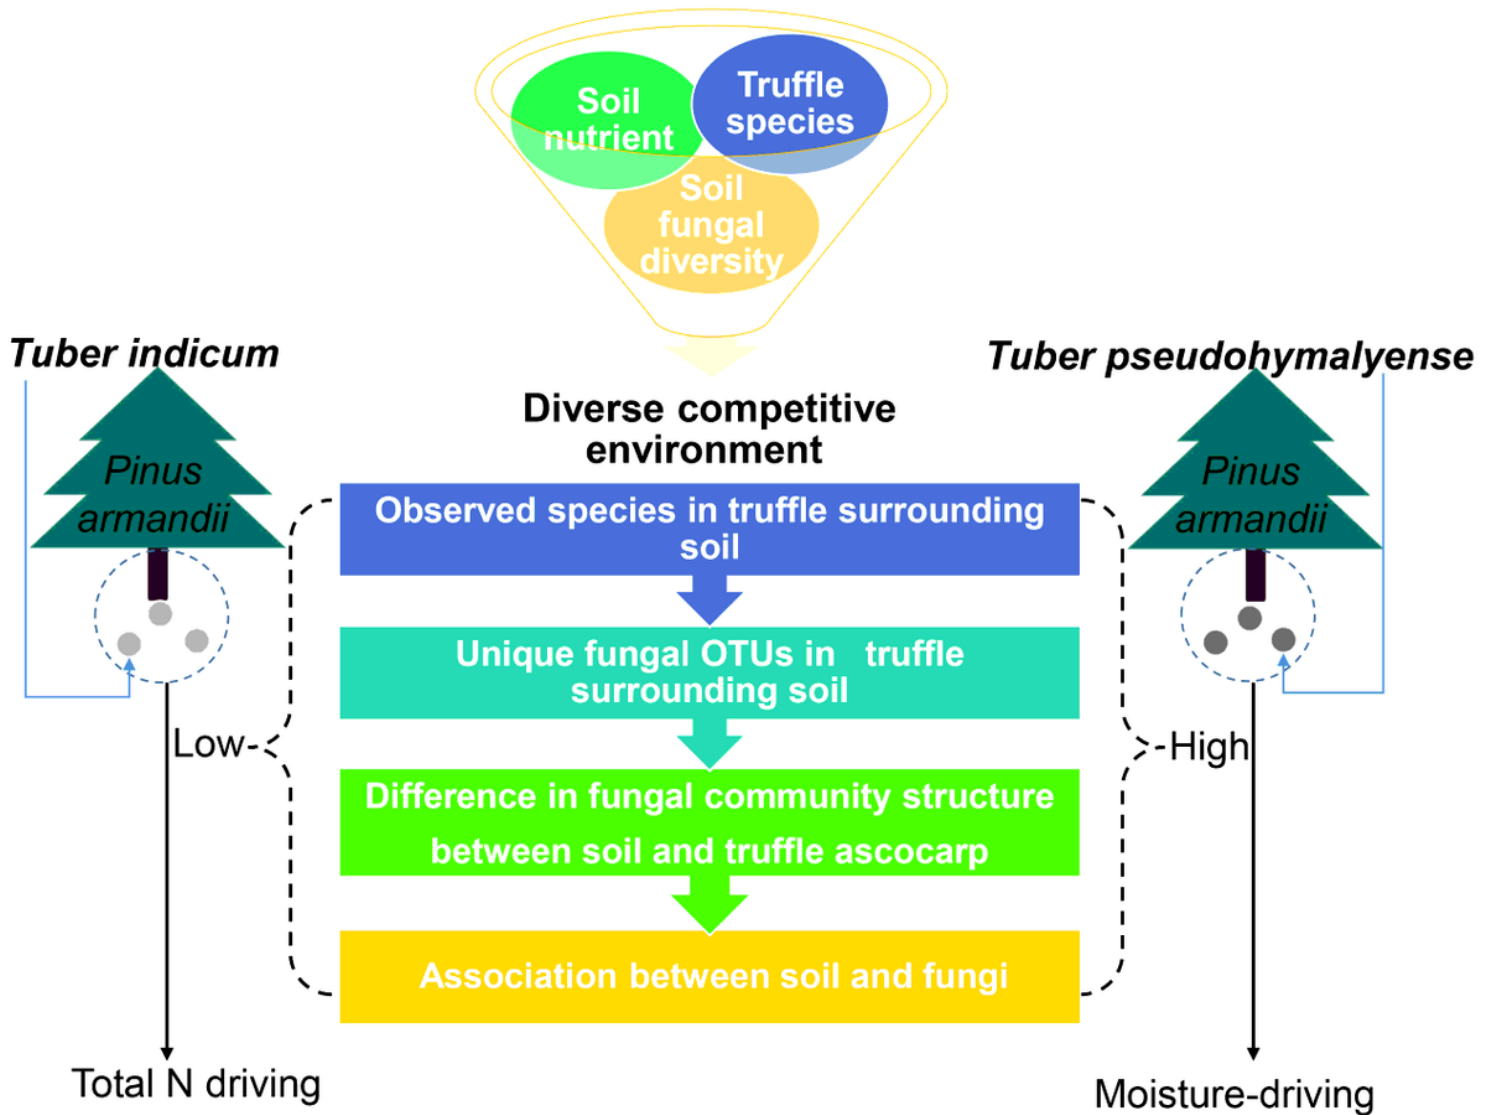 Soil
nutrient
Truffle
species
Soil
fungal
diversity
Tuber indicum
Tuber pseudohymalyense
Diverse competitive
environment
Pinus
armandii
Pinus
armandii
Observed species in truffle surrounding
soil
Unique fungal OTUs in truffle
surrounding soil
Low
High
Difference in fungal community structure
between soil and truffle ascocarp
Association between soil and fungi
Total N driving
Moisture-driving